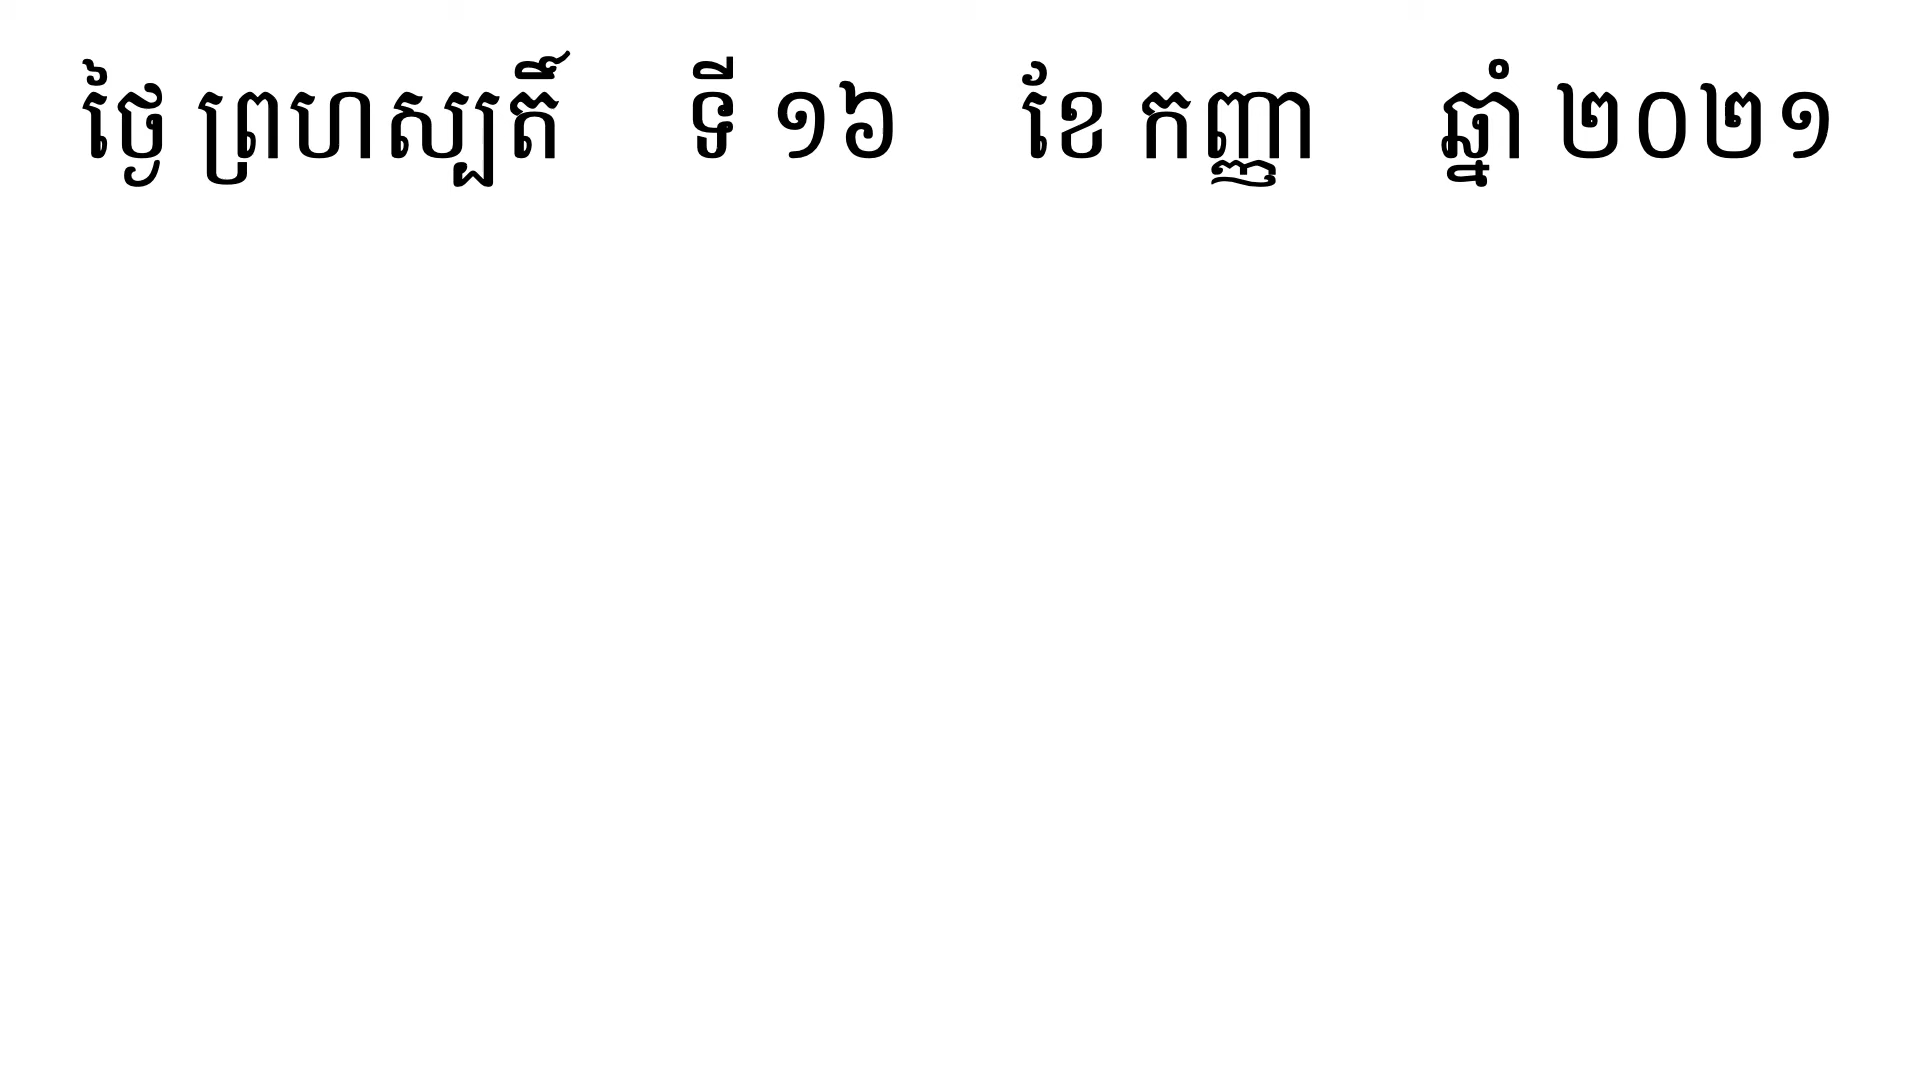 ថ្ងៃ ព្រហស្បតិ៍ ទី ១៦ ខែ កញ្ញា ឆ្នាំ ២០២១